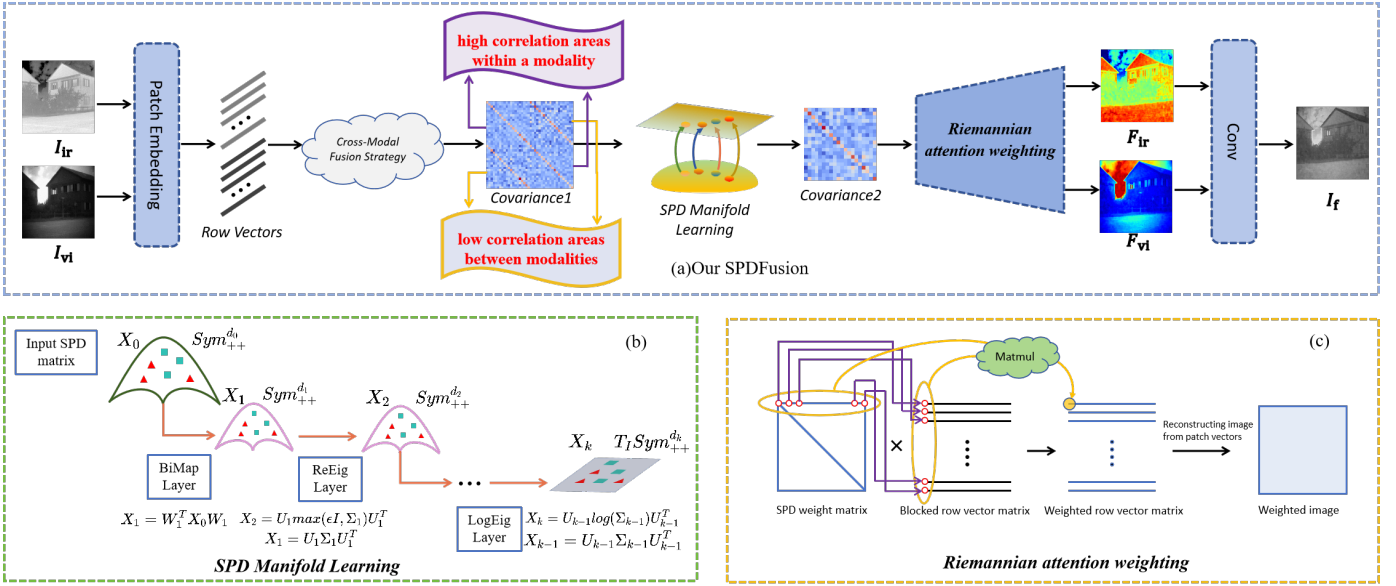 high correlation areas
within a modality
I_ir
I_vi
Patch Embedding
Row Vectors
Cross-Modal
Fusion Strategy
Covariance1
low correlation areas
between modalities
SPD Manifold
Learning
Covariance2
Riemannian
attention weighting
F_ir
F_vi
Conv
I_f
(a)Our SPDFusion
(b)
Input SPD
matrix
X_0
Sym_{++}^{d_0}
X_1
Sym_{++}^{d_1}
X_2
Sym_{++}^{d_2}
X_k
T_I Sym_{++}^{d_k}
BiMap
Layer
ReEig
Layer
LogEig
Layer
X_1 = W_1^T X_0 W_1
X_2 = U_1 max(ϵI, Σ_1) U_1^T
X_1 = U_1 Σ_1 U_1^T
X_k = U_{k-1} log(Σ_{k-1}) U_{k-1}^T
X_{k-1} = U_{k-1} Σ_{k-1} U_{k-1}^T
SPD Manifold Learning
(c)
Matmul
×
Reconstructing image
from patch vectors
SPD weight matrix
Blocked row vector matrix
Weighted row vector matrix
Weighted image
Riemannian attention weighting